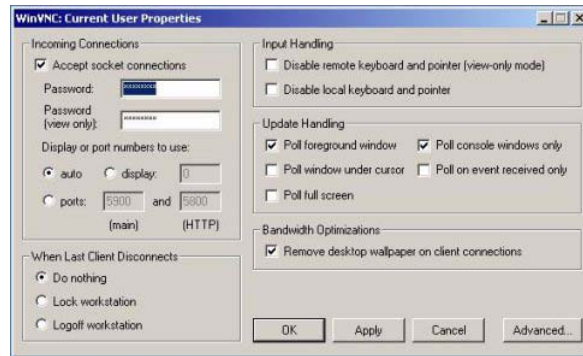 WinVNC: Current User Properties
Incoming Connections
Accept socket connections
Password: xxxxxxxx
Password
(view only): xxxxxxxx
Display or port numbers to use:
auto display: 0
ports: 5900 and 5800
(main) (HTTP)
When Last Client Disconnects
Do nothing
Lock workstation
Logoff workstation
Input Handling
Disable remote keyboard and pointer (view-only mode)
Disable local keyboard and pointer
Update Handling
Poll foreground window Poll console windows only
Poll window under cursor Poll on event received only
Poll full screen
Bandwidth Optimizations
Remove desktop wallpaper on client connections
OK Apply Cancel Advanced...